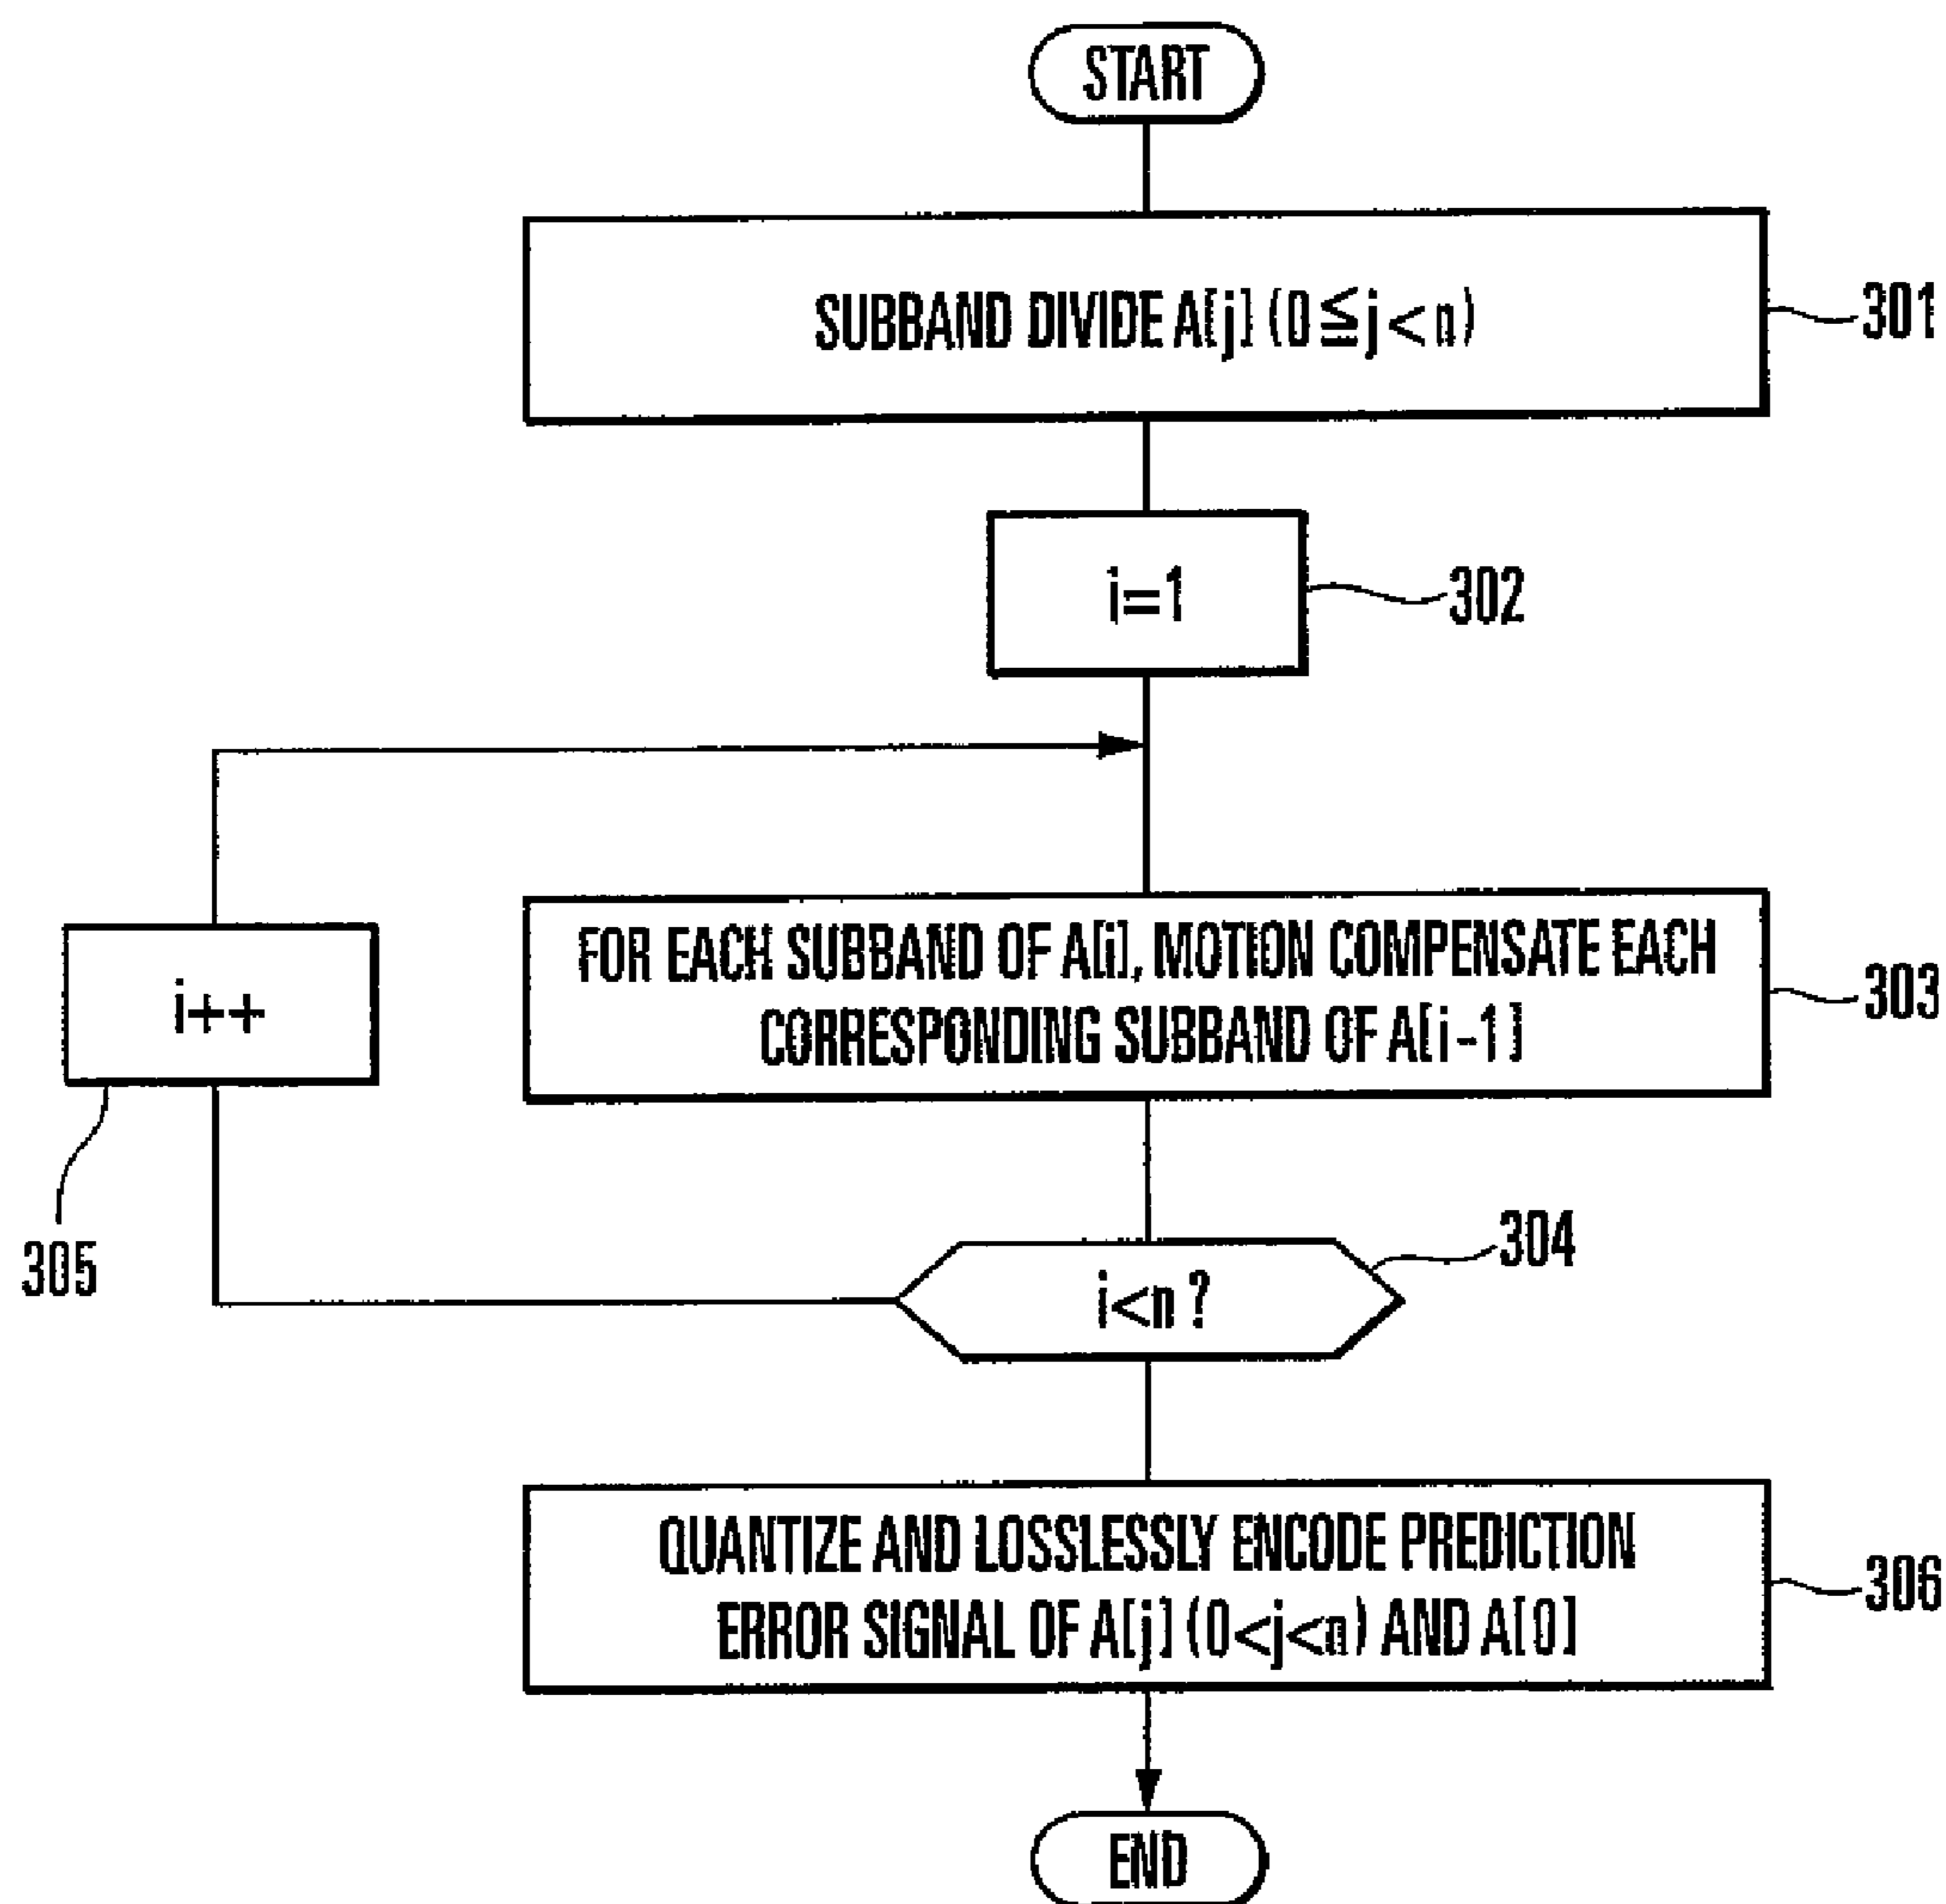 START
SUBBAND DIVIDE A[j] (0≦j<n)
301
i=1
302
FOR EACH SUBBAND OF A[i], MOTION COMPENSATE EACH
CORRESPONDING SUBBAND OF A[i-1]
303
i++
305
i<n?
304
QUANTIZE AND LOSSLESSLY ENCODE PREDICTION
ERROR SIGNAL OF A[j] (0<j<n) AND A[0]
306
END